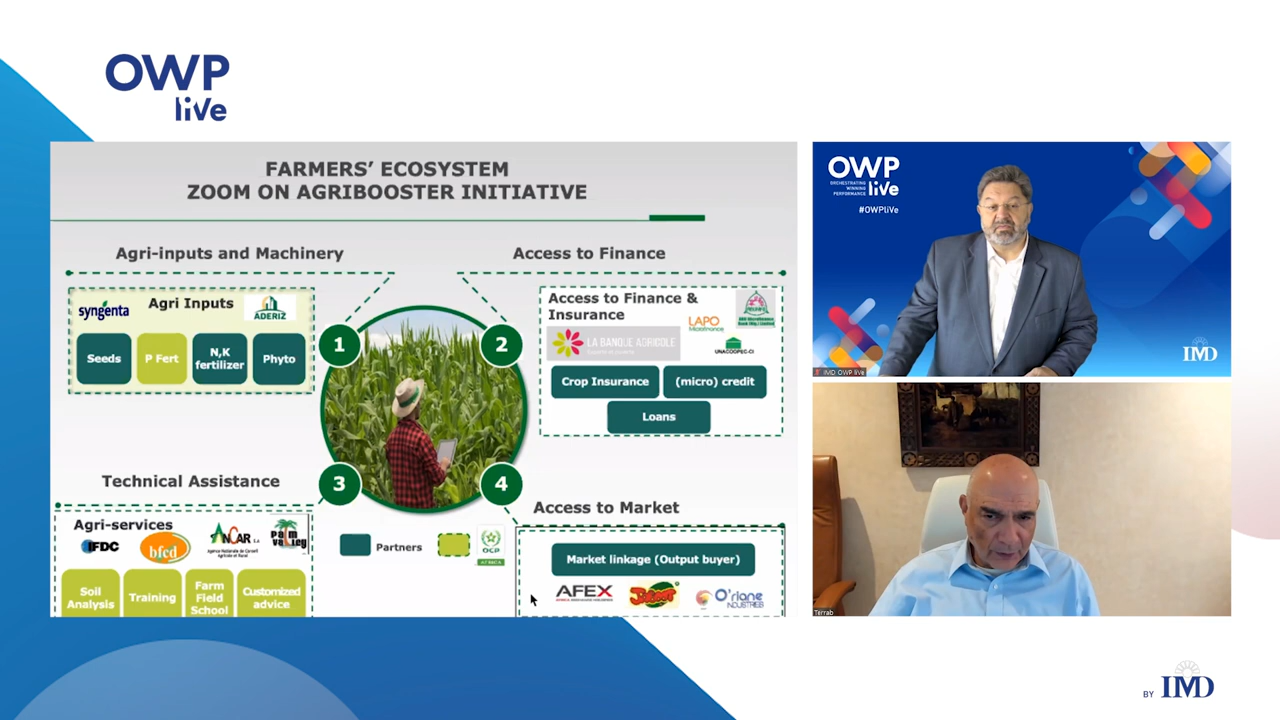 OWP
liVe
FARMERS’ ECOSYSTEM
ZOOM ON AGRIBOOSTER INITIATIVE
Agri-inputs and Machinery
syngenta
Agri Inputs
ADERIZ
Seeds
P Fert
N,K
fertilizer
Phyto
Access to Finance
Access to Finance &
Insurance
LAPO
Microfinance
LA BANQUE AGRICOLE
UNACOOPEC-CI
Crop Insurance
(micro) credit
Loans
1
2
3
4
Technical Assistance
Agri-services
IFDC
bfcd
ANCAR
Palm
Valley
Soil
Analysis
Training
Farm
Field
School
Customized
advice
Partners
OCP
AFRICA
Access to Market
Market linkage (Output buyer)
AFEX
O'riane
INDUSTRIES
OWP
ORCHESTRATING
WINNING
PERFORMANCE
liVe
#OWPliVe
IMD
IMD OWP live
Terrab
BY IMD